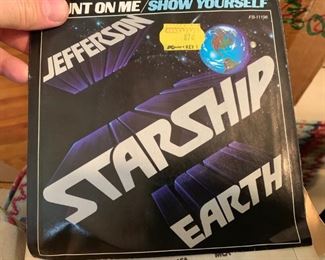 UNT ON ME/SHOW YOURSELF
FB-11196
JEFFERSON
STARSHIP
EARTH